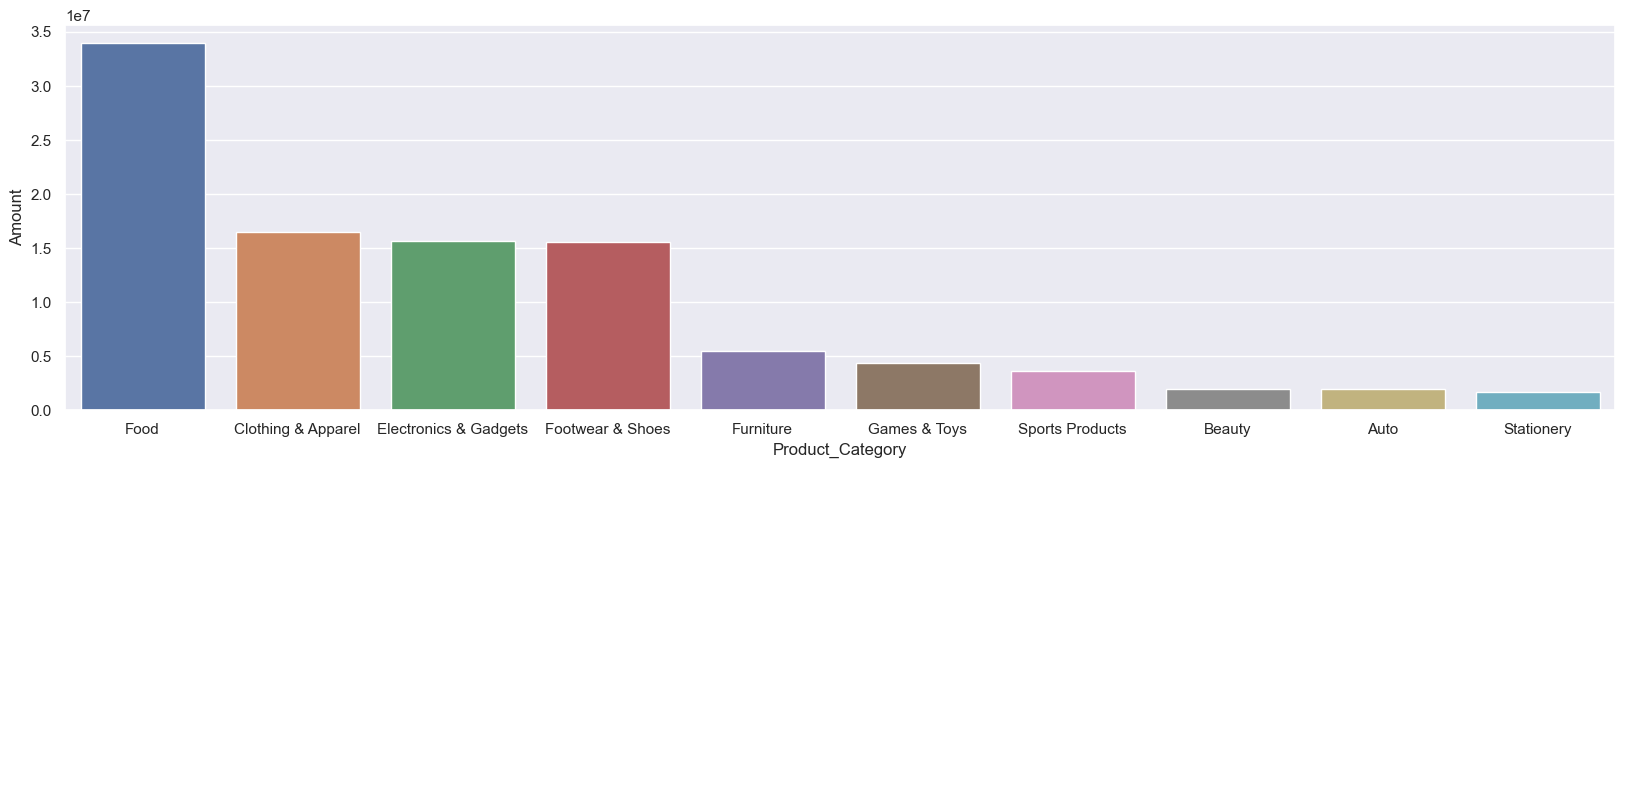 1e7
3.5
3.0
2.5
2.0
1.5
1.0
0.5
0.0
Amount
Food Clothing & Apparel Electronics & Gadgets Footwear & Shoes Furniture Games & Toys Sports Products Beauty Auto Stationery
Product_Category